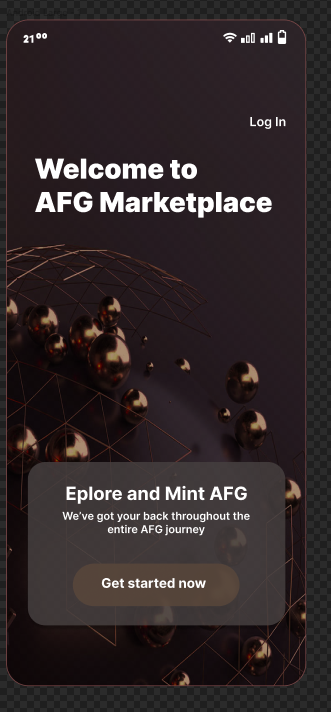 21⁰⁰
Log In
Welcome to
AFG Marketplace
Eplore and Mint AFG
We've got your back throughout the
entire AFG journey
Get started now